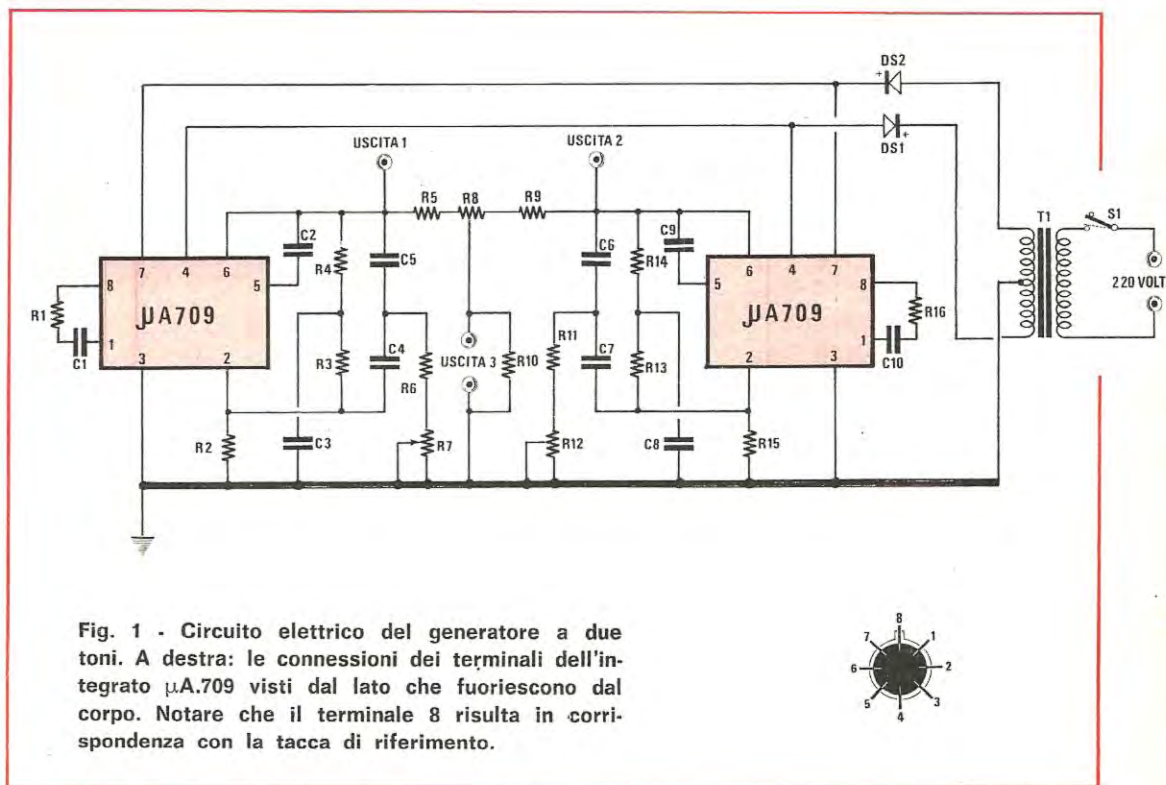 DS2
+
DS1
+
USCITA 1
USCITA 2
R5
R8
R9
T1
S1
220 VOLT
C2
R4
C5
C6
R14
C9
7
4
6
5
8
1
3
2
µA709
R1
C1
6
4
7
5
8
1
2
3
µA709
R16
C10
R3
C4
R6
USCITA 3
R10
R11
C7
R13
R2
C3
R7
R12
C8
R15
Fig. 1 - Circuito elettrico del generatore a due
toni. A destra: le connessioni dei terminali dell'in-
tegrato µA.709 visti dal lato che fuoriescono dal
corpo. Notare che il terminale 8 risulta in corri-
spondenza con la tacca di riferimento.
8
7
1
6
2
5
3
4